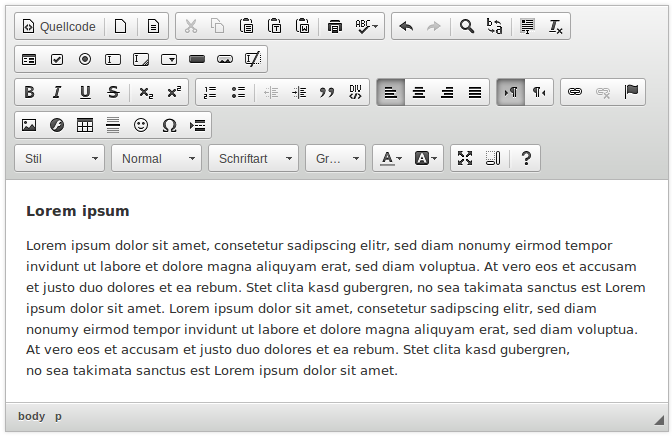 Quellcode
ABC
b a
B I U S x₂ x²
DIV
Stil Normal Schriftart Gr… A A ?
Lorem ipsum
Lorem ipsum dolor sit amet, consetetur sadipscing elitr, sed diam nonumy eirmod tempor
invidunt ut labore et dolore magna aliquyam erat, sed diam voluptua. At vero eos et accusam
et justo duo dolores et ea rebum. Stet clita kasd gubergren, no sea takimata sanctus est Lorem
ipsum dolor sit amet. Lorem ipsum dolor sit amet, consetetur sadipscing elitr, sed diam
nonumy eirmod tempor invidunt ut labore et dolore magna aliquyam erat, sed diam voluptua.
At vero eos et accusam et justo duo dolores et ea rebum. Stet clita kasd gubergren,
no sea takimata sanctus est Lorem ipsum dolor sit amet.
body p